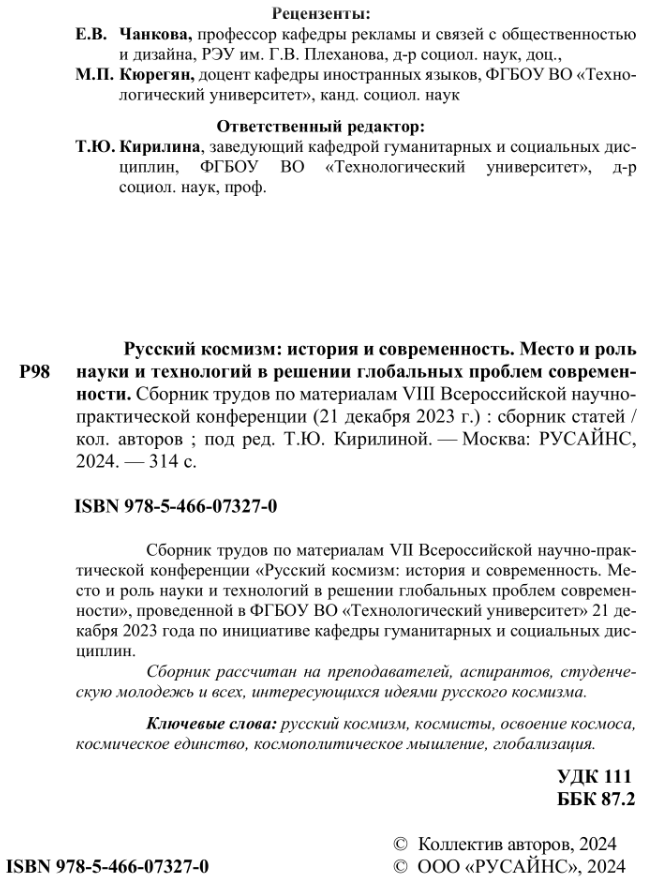 Рецензенты:
Е.В. Чанкова, профессор кафедры рекламы и связей с общественностью
и дизайна, РЭУ им. Г.В. Плеханова, д-р социол. наук, доц.,
М.П. Кюрегян, доцент кафедры иностранных языков, ФГБОУ ВО «Техно-
логический университет», канд. социол. наук
Ответственный редактор:
Т.Ю. Кирилина, заведующий кафедрой гуманитарных и социальных дис-
циплин, ФГБОУ ВО «Технологический университет», д-р
социол. наук, проф.
Русский космизм: история и современность. Место и роль
Р98 науки и технологий в решении глобальных проблем современ-
ности. Сборник трудов по материалам VIII Всероссийской научно-
практической конференции (21 декабря 2023 г.) : сборник статей /
кол. авторов ; под ред. Т.Ю. Кирилиной. — Москва: РУСАЙНС,
2024. — 314 с.
ISBN 978-5-466-07327-0
Сборник трудов по материалам VII Всероссийской научно-прак-
тической конференции «Русский космизм: история и современность. Ме-
сто и роль науки и технологий в решении глобальных проблем современ-
ности», проведенной в ФГБОУ ВО «Технологический университет» 21 де-
кабря 2023 года по инициативе кафедры гуманитарных и социальных дис-
циплин.
Сборник рассчитан на преподавателей, аспирантов, студенче-
скую молодежь и всех, интересующихся идеями русского космизма.
Ключевые слова: русский космизм, космисты, освоение космоса,
космическое единство, космополитическое мышление, глобализация.
УДК 111
ББК 87.2
© Коллектив авторов, 2024
ISBN 978-5-466-07327-0 © ООО «РУСАЙНС», 2024